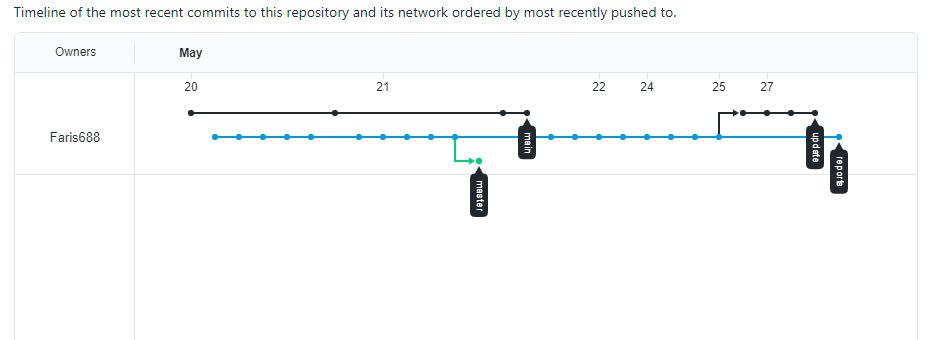 Timeline of the most recent commits to this repository and its network ordered by most recently pushed to.
Owners
May
20 21 22 24 25 27
Faris688
main
update
reports
master